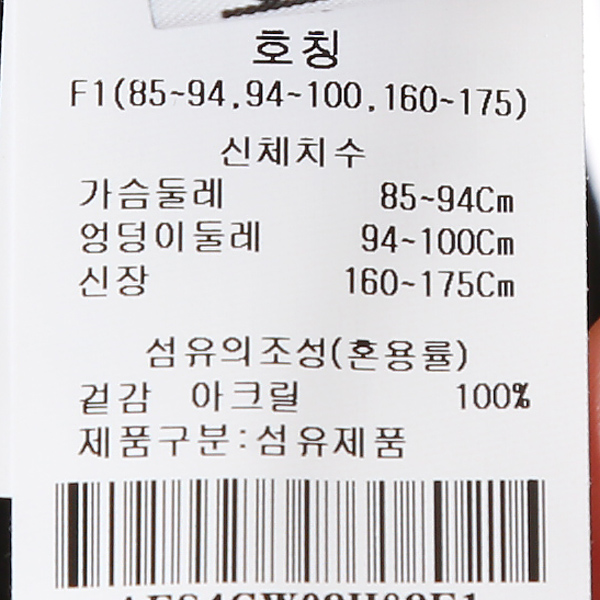 호칭
F1(85~94,94~100,160~175)
신체치수
가슴둘레 85~94Cm
엉덩이둘레 94~100Cm
신장 160~175Cm
섬유의조성(혼용률)
겉감 아크릴 100%
제품구분:섬유제품